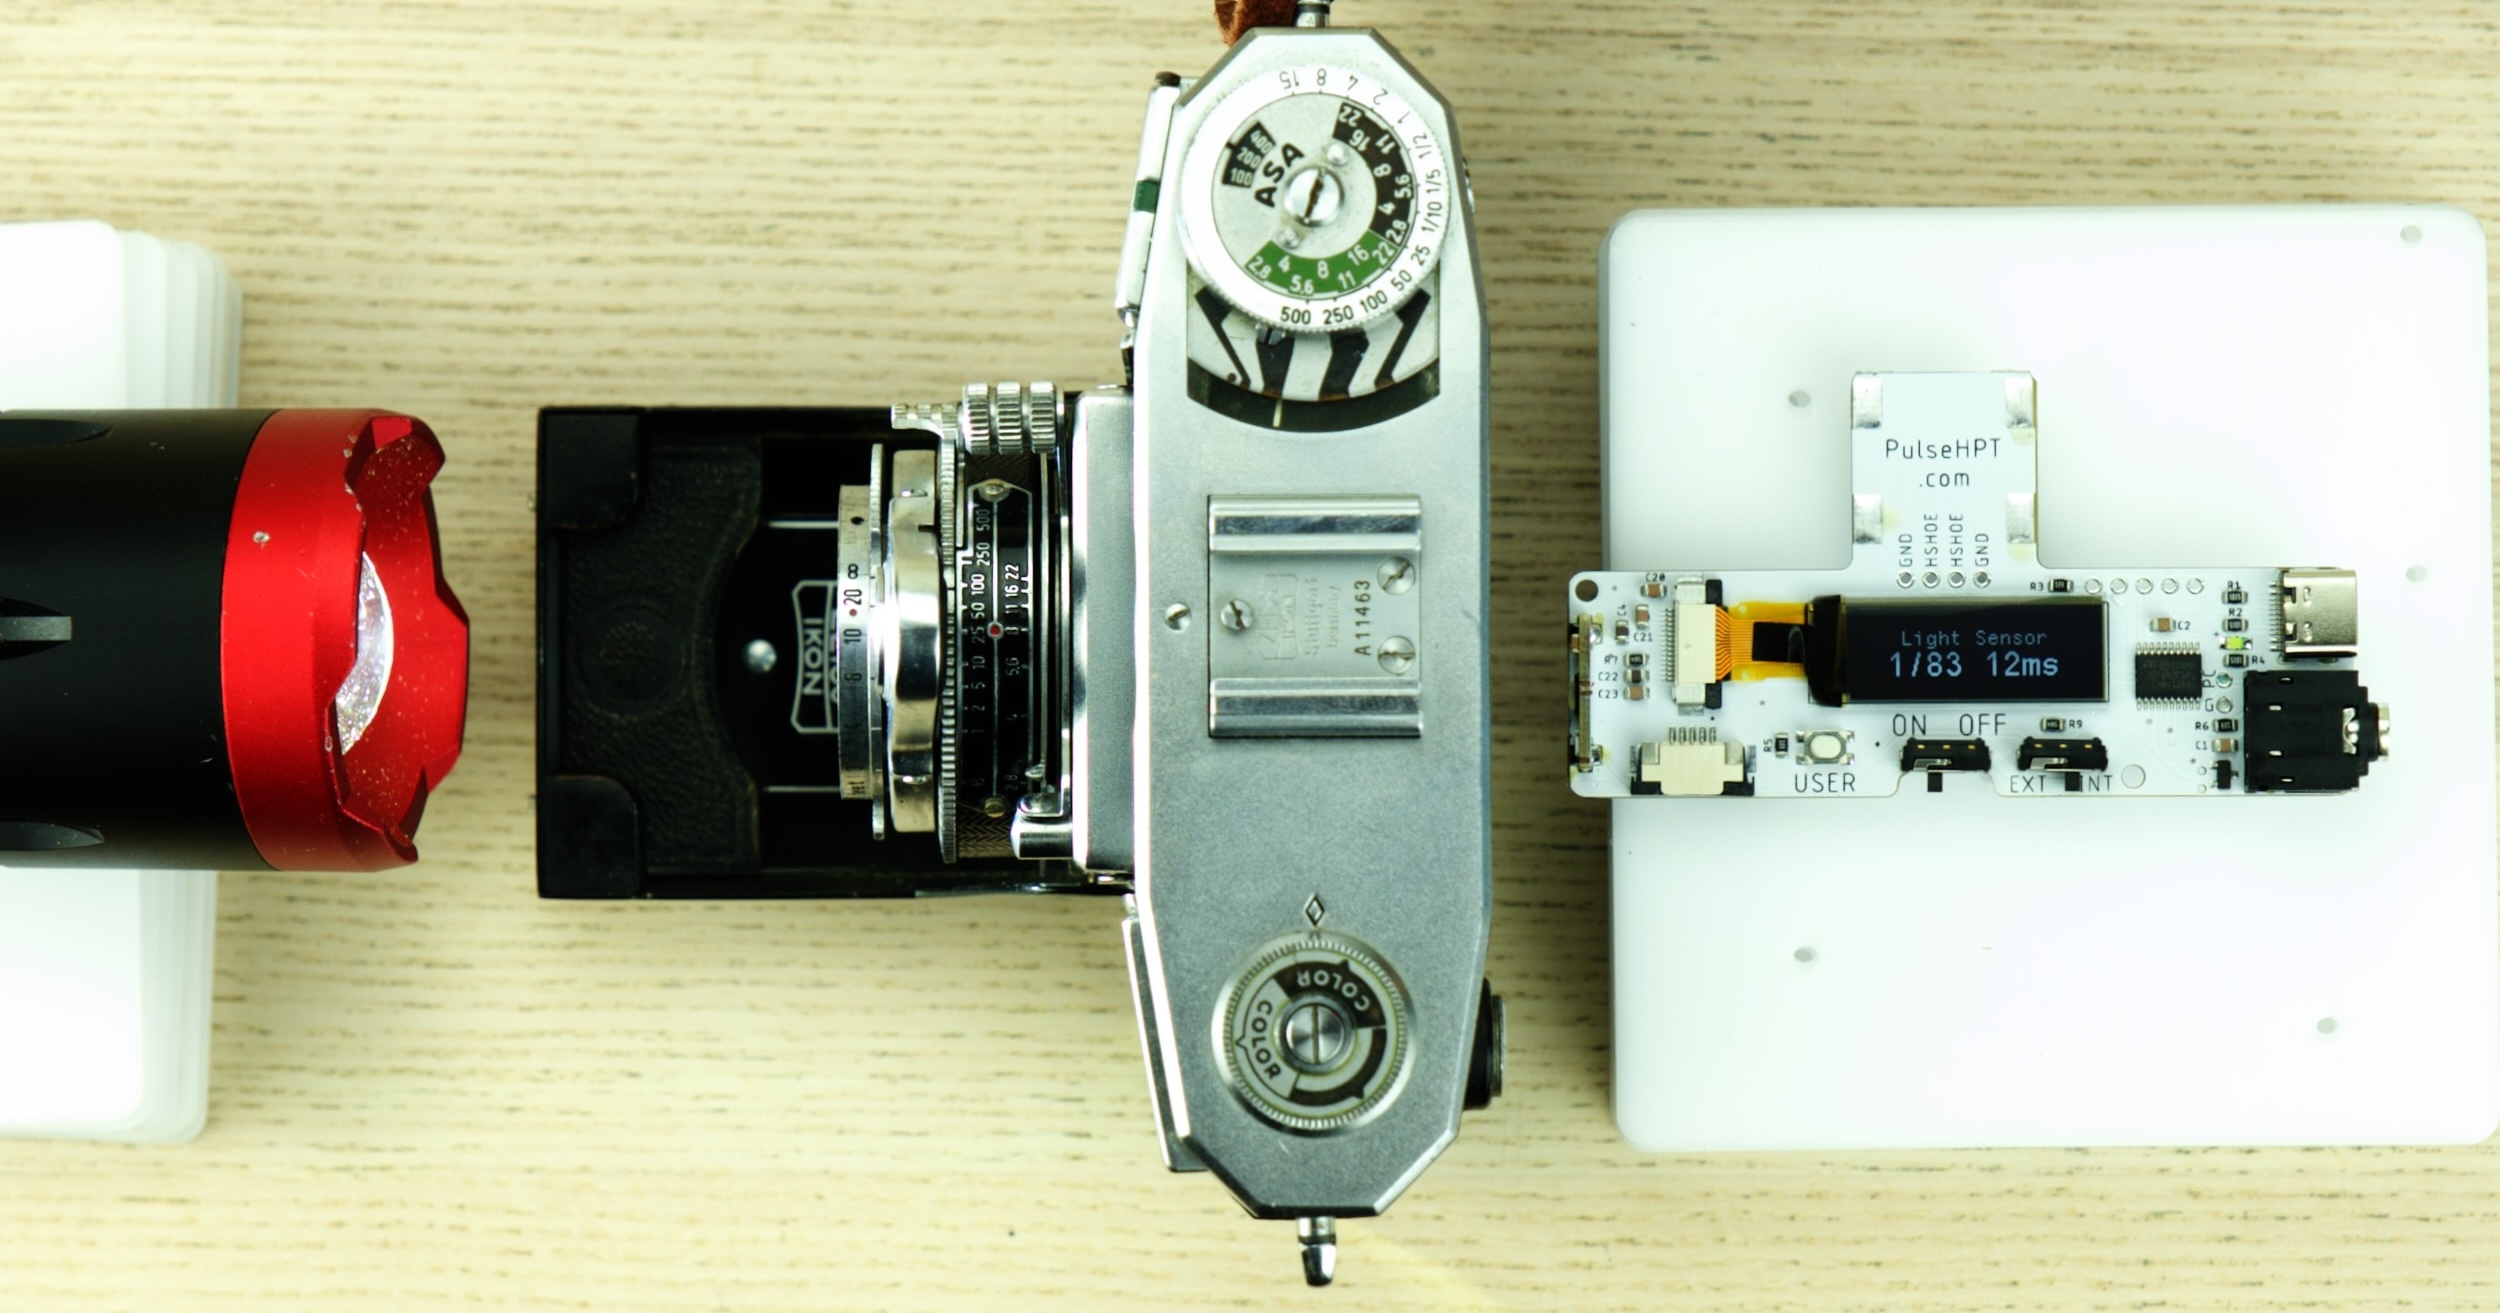 15 8 4 2 1 1/2 1/5 1/10 25 50 100 250 500
22 16 11 8 5.6 4 2.8
400 200 100
ASA
2.8 4 5.6 8 11 16 22
∞ 20 10 6
500 250 100 50 25 10 5 2 1 B
22 16 11 8 5.6 4 2.8
IKON
A11463
COLOR
COLOR
PulseHPT
.com
GND
HSHOE
HSHOE
GND
C20
C4
C21
R7
C22
C23
R3
R1
R2
C2
R4
Light Sensor
1/83 12ms
PC
G
R6
C1
R5
USER
ON OFF
R9
EXT INT